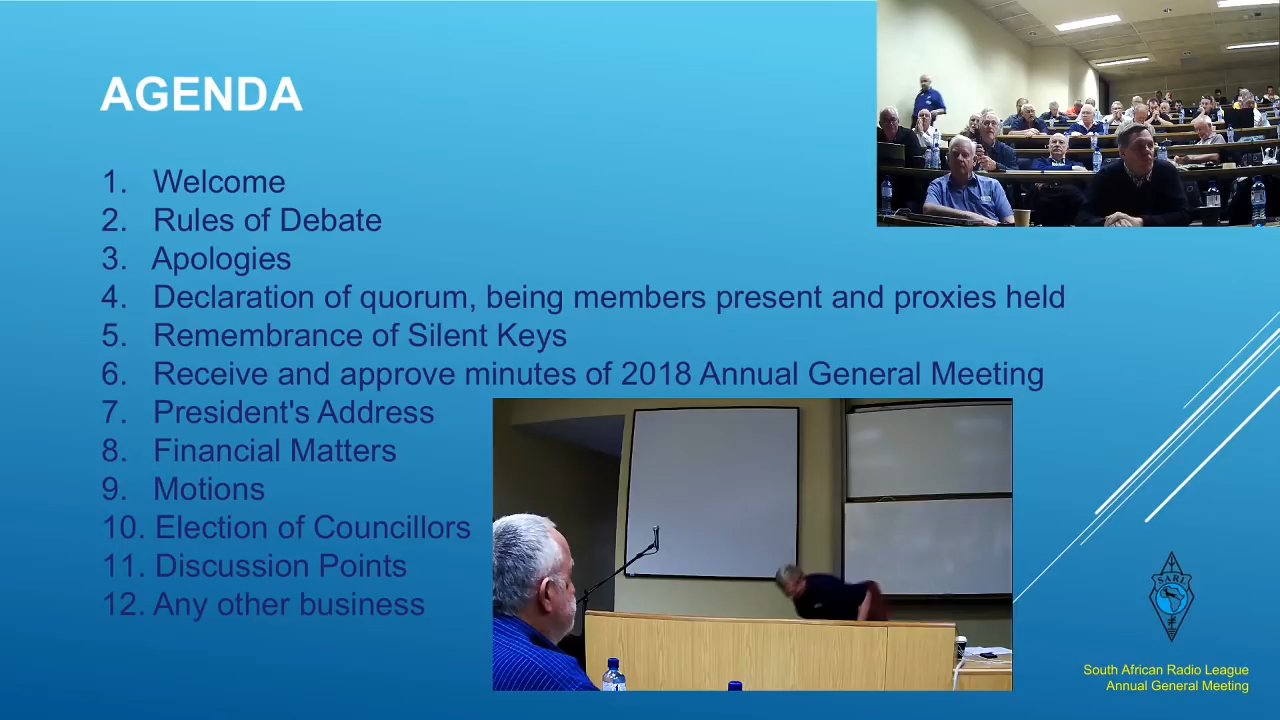 AGENDA
1. Welcome
2. Rules of Debate
3. Apologies
4. Declaration of quorum, being members present and proxies held
5. Remembrance of Silent Keys
6. Receive and approve minutes of 2018 Annual General Meeting
7. President's Address
8. Financial Matters
9. Motions
10. Election of Councillors
11. Discussion Points
12. Any other business
SARL
South African Radio League
Annual General Meeting